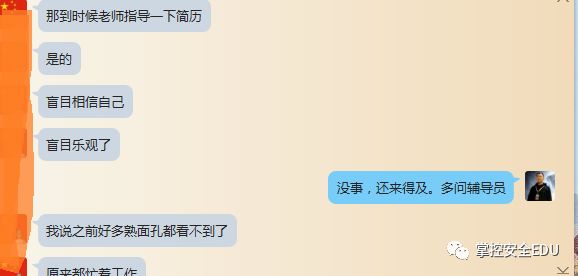 那到时候老师指导一下简历
是的
盲目相信自己
盲目乐观了
没事，还来得及。多问辅导员
我说之前好多熟面孔都看不到了
原来都忙着工作
掌控安全EDU